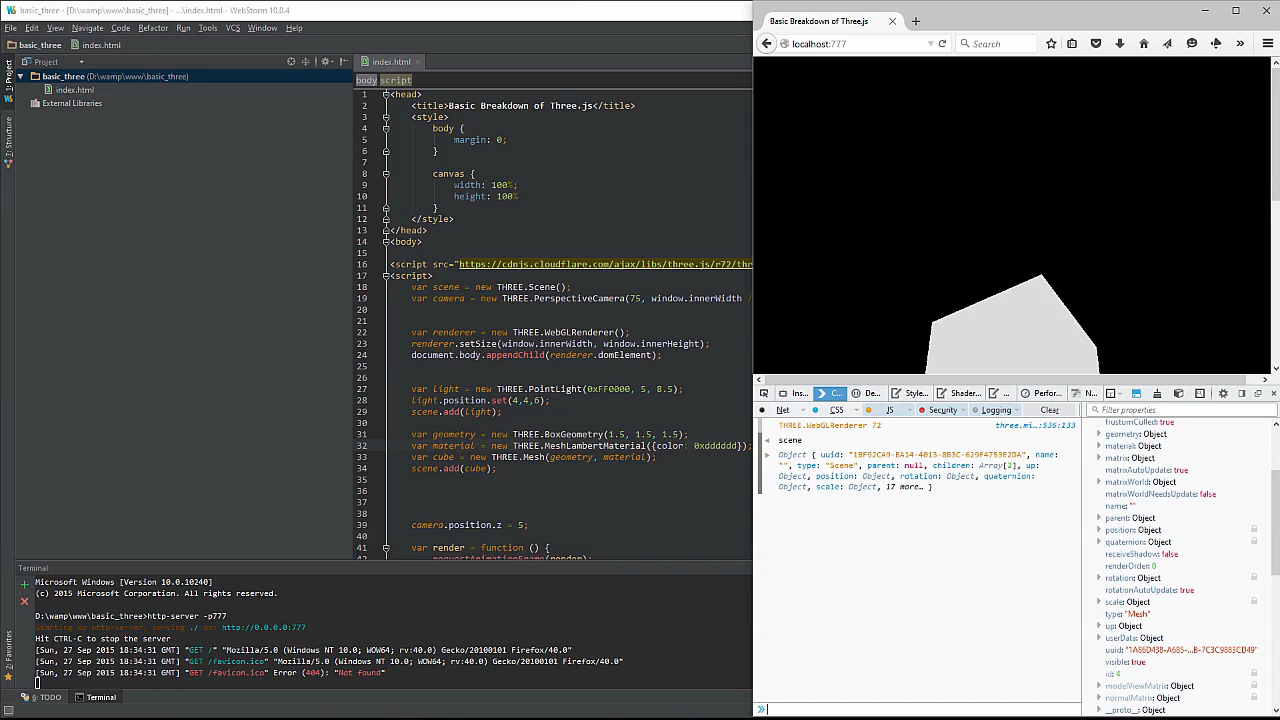 basic_three - [D:\wamp\www\basic_three] - ...\index.html - WebStorm 10.0.4
File Edit View Navigate Code Refactor Run Tools VCS Window Help
basic_three index.html
Project
index.html
1: Project
2: Structure
2: Favorites
basic_three (D:\wamp\www\basic_three)
index.html
External Libraries
body script
1 <head>
2 <title>Basic Breakdown of Three.js</title>
3 <style>
4 body {
5 margin: 0;
6 }
7
8 canvas {
9 width: 100%;
10 height: 100%
11 }
12 </style>
13 </head>
14 <body>
15
16 <script src="https://cdnjs.cloudflare.com/ajax/libs/three.js/r72/thr
17 <script>
18 var scene = new THREE.Scene();
19 var camera = new THREE.PerspectiveCamera(75, window.innerWidth /
20
21
22 var renderer = new THREE.WebGLRenderer();
23 renderer.setSize(window.innerWidth, window.innerHeight);
24 document.body.appendChild(renderer.domElement);
25
26
27 var light = new THREE.PointLight(0xFF0000, 5, 8.5);
28 light.position.set(4,4,6);
29 scene.add(light);
30
31 var geometry = new THREE.BoxGeometry(1.5, 1.5, 1.5);
32 var material = new THREE.MeshLambertMaterial({color: 0xdddddd});
33 var cube = new THREE.Mesh(geometry, material);
34 scene.add(cube);
35
36
37
38
39 camera.position.z = 5;
40
41 var render = function () {
42 requestAnimationFrame(render);
Terminal
Microsoft Windows [Version 10.0.10240]
(c) 2015 Microsoft Corporation. All rights reserved.
D:\wamp\www\basic_three>http-server -p777
Starting up http-server, serving ./ on: http://0.0.0.0:777
Hit CTRL-C to stop the server
[Sun, 27 Sep 2015 18:34:31 GMT] "GET /" "Mozilla/5.0 (Windows NT 10.0; WOW64; rv:40.0) Gecko/20100101 Firefox/40.0"
[Sun, 27 Sep 2015 18:34:31 GMT] "GET /favicon.ico" "Mozilla/5.0 (Windows NT 10.0; WOW64; rv:40.0) Gecko/20100101 Firefox/40.0"
[Sun, 27 Sep 2015 18:34:31 GMT] "GET /favicon.ico" Error (404): "Not found"
6: TODO Terminal
Basic Breakdown of Three.js
localhost:777
Search
Ins... C... De... Style... Shader... ... Perfor... N...
Net CSS JS Security Logging Clear
Filter properties
THREE.WebGLRenderer 72 three.mi...:536:133
scene
Object { uuid: "1BF92CA9-BA14-4013-8B3C-629F4753E2DA", name:
"", type: "Scene", parent: null, children: Array[2], up:
Object, position: Object, rotation: Object, quaternion:
Object, scale: Object, 17 more… }
frustumCulled: true
geometry: Object
material: Object
matrix: Object
matrixAutoUpdate: true
matrixWorld: Object
matrixWorldNeedsUpdate: false
name: ""
parent: Object
position: Object
quaternion: Object
receiveShadow: false
renderOrder: 0
rotation: Object
rotationAutoUpdate: true
scale: Object
type: "Mesh"
up: Object
userData: Object
uuid: "1A86D438-A685-...B-7C3C9885CD49"
visible: true
id: 4
modelViewMatrix: Object
normalMatrix: Object
__proto__: Object